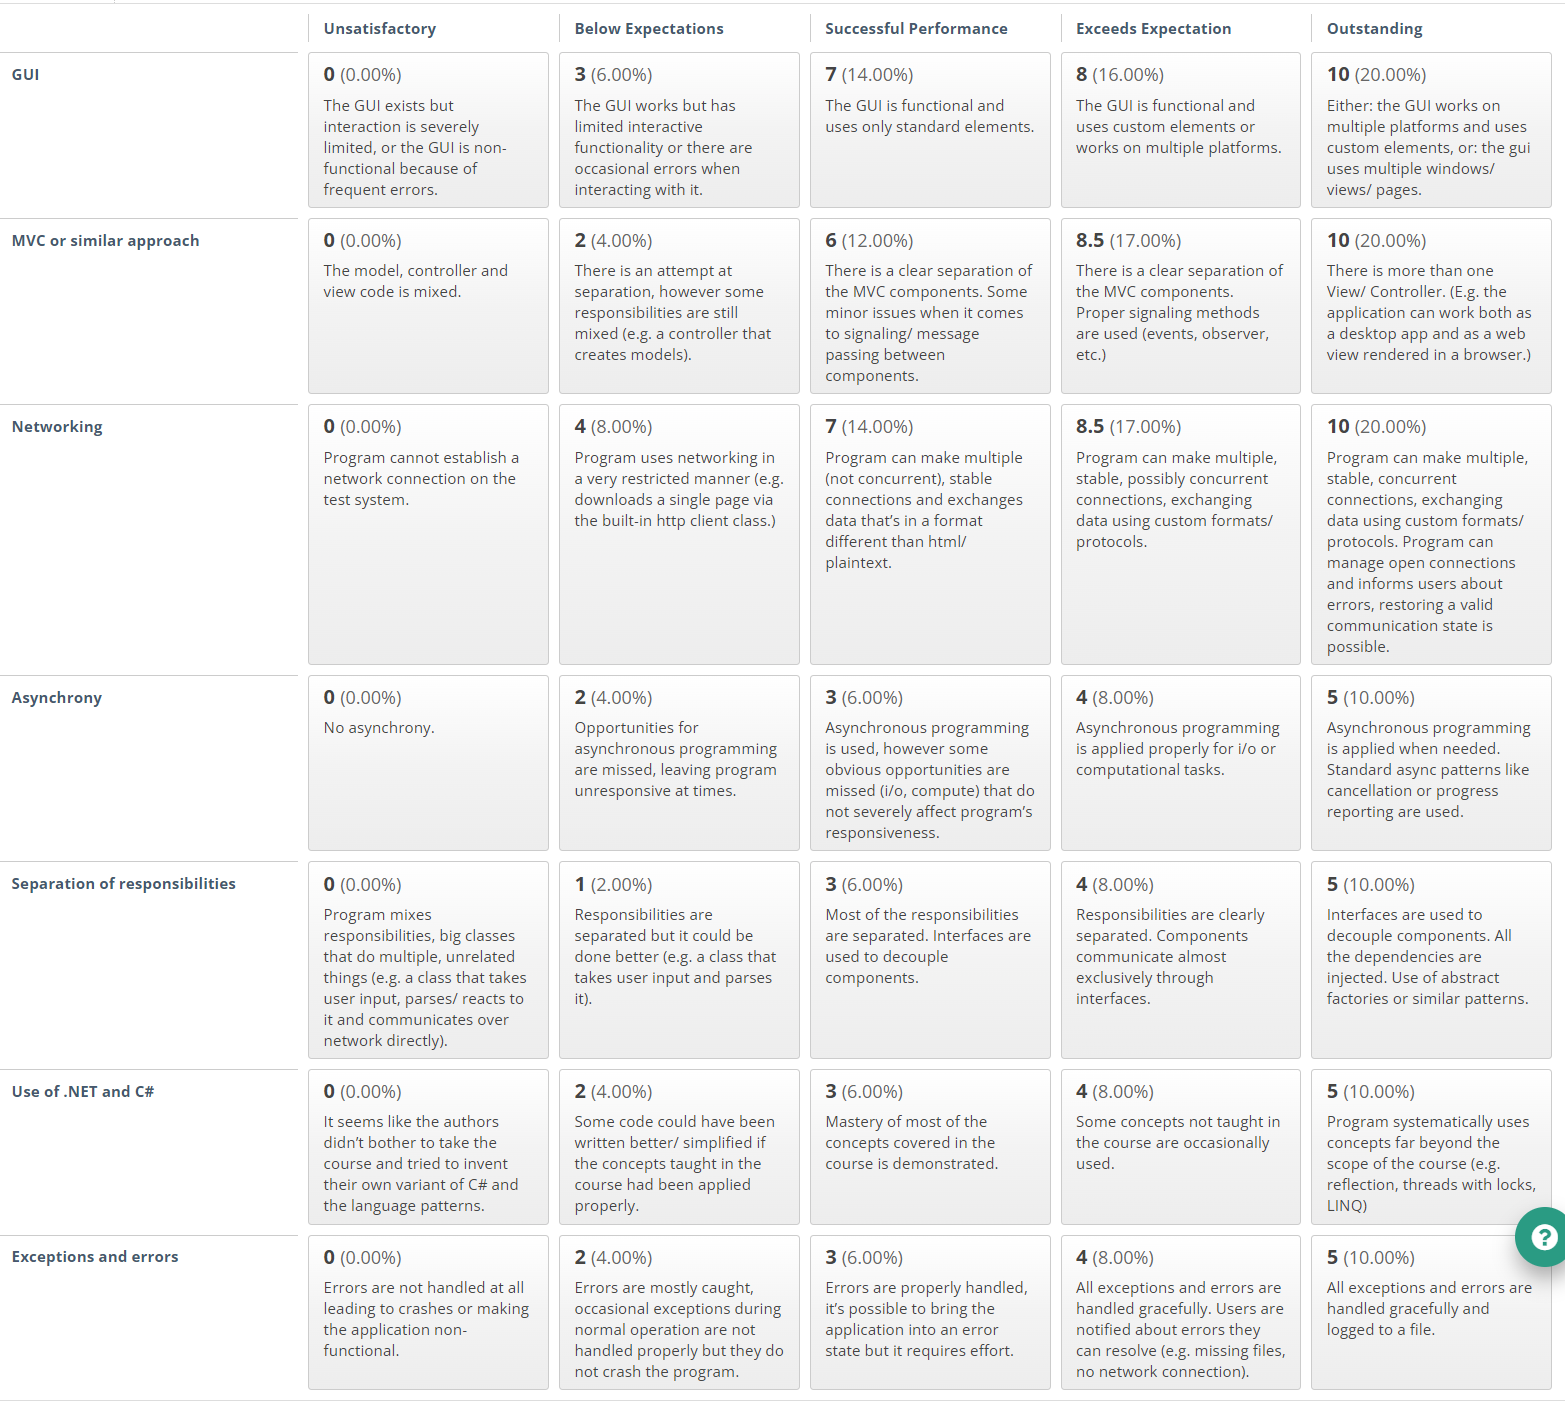 Unsatisfactory
Below Expectations
Successful Performance
Exceeds Expectation
Outstanding
GUI
0 (0.00%)
The GUI exists but
interaction is severely
limited, or the GUI is non-
functional because of
frequent errors.
3 (6.00%)
The GUI works but has
limited interactive
functionality or there are
occasional errors when
interacting with it.
7 (14.00%)
The GUI is functional and
uses only standard elements.
8 (16.00%)
The GUI is functional and
uses custom elements or
works on multiple platforms.
10 (20.00%)
Either: the GUI works on
multiple platforms and uses
custom elements, or: the gui
uses multiple windows/
views/ pages.
MVC or similar approach
0 (0.00%)
The model, controller and
view code is mixed.
2 (4.00%)
There is an attempt at
separation, however some
responsibilities are still
mixed (e.g. a controller that
creates models).
6 (12.00%)
There is a clear separation of
the MVC components. Some
minor issues when it comes
to signaling/ message
passing between
components.
8.5 (17.00%)
There is a clear separation of
the MVC components.
Proper signaling methods
are used (events, observer,
etc.)
10 (20.00%)
There is more than one
View/ Controller. (E.g. the
application can work both as
a desktop app and as a web
view rendered in a browser.)
Networking
0 (0.00%)
Program cannot establish a
network connection on the
test system.
4 (8.00%)
Program uses networking in
a very restricted manner (e.g.
downloads a single page via
the built-in http client class.)
7 (14.00%)
Program can make multiple
(not concurrent), stable
connections and exchanges
data that's in a format
different than html/
plaintext.
8.5 (17.00%)
Program can make multiple,
stable, possibly concurrent
connections, exchanging
data using custom formats/
protocols.
10 (20.00%)
Program can make multiple,
stable, concurrent
connections, exchanging
data using custom formats/
protocols. Program can
manage open connections
and informs users about
errors, restoring a valid
communication state is
possible.
Asynchrony
0 (0.00%)
No asynchrony.
2 (4.00%)
Opportunities for
asynchronous programming
are missed, leaving program
unresponsive at times.
3 (6.00%)
Asynchronous programming
is used, however some
obvious opportunities are
missed (i/o, compute) that do
not severely affect program's
responsiveness.
4 (8.00%)
Asynchronous programming
is applied properly for i/o or
computational tasks.
5 (10.00%)
Asynchronous programming
is applied when needed.
Standard async patterns like
cancellation or progress
reporting are used.
Separation of responsibilities
0 (0.00%)
Program mixes
responsibilities, big classes
that do multiple, unrelated
things (e.g. a class that takes
user input, parses/ reacts to
it and communicates over
network directly).
1 (2.00%)
Responsibilities are
separated but it could be
done better (e.g. a class that
takes user input and parses
it).
3 (6.00%)
Most of the responsibilities
are separated. Interfaces are
used to decouple
components.
4 (8.00%)
Responsibilities are clearly
separated. Components
communicate almost
exclusively through
interfaces.
5 (10.00%)
Interfaces are used to
decouple components. All
the dependencies are
injected. Use of abstract
factories or similar patterns.
Use of .NET and C#
0 (0.00%)
It seems like the authors
didn't bother to take the
course and tried to invent
their own variant of C# and
the language patterns.
2 (4.00%)
Some code could have been
written better/ simplified if
the concepts taught in the
course had been applied
properly.
3 (6.00%)
Mastery of most of the
concepts covered in the
course is demonstrated.
4 (8.00%)
Some concepts not taught in
the course are occasionally
used.
5 (10.00%)
Program systematically uses
concepts far beyond the
scope of the course (e.g.
reflection, threads with locks,
LINQ)
Exceptions and errors
0 (0.00%)
Errors are not handled at all
leading to crashes or making
the application non-
functional.
2 (4.00%)
Errors are mostly caught,
occasional exceptions during
normal operation are not
handled properly but they do
not crash the program.
3 (6.00%)
Errors are properly handled,
it's possible to bring the
application into an error
state but it requires effort.
4 (8.00%)
All exceptions and errors are
handled gracefully. Users are
notified about errors they
can resolve (e.g. missing files,
no network connection).
5 (10.00%)
All exceptions and errors are
handled gracefully and
logged to a file.
?